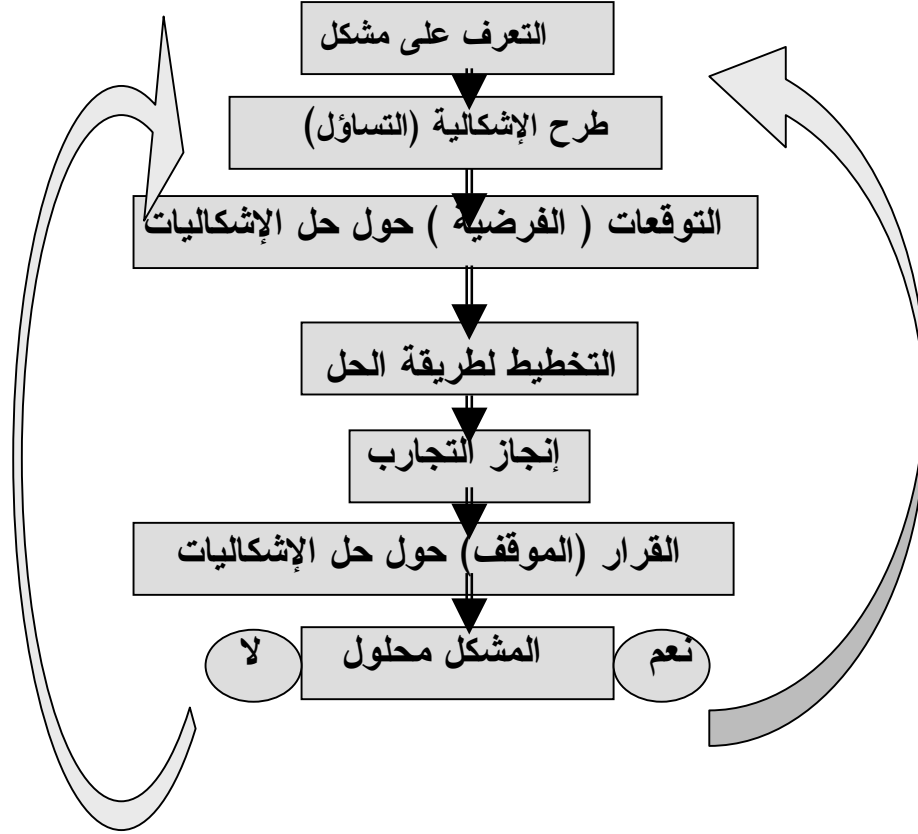 التعرف على مشكل
طرح الإشكالية (التساؤل)
التوقعات ( الفرضية ) حول حل الإشكاليات
التخطيط لطريقة الحل
إنجاز التجارب
القرار (الموقف) حول حل الإشكاليات
نعم
المشكل محلول
لا